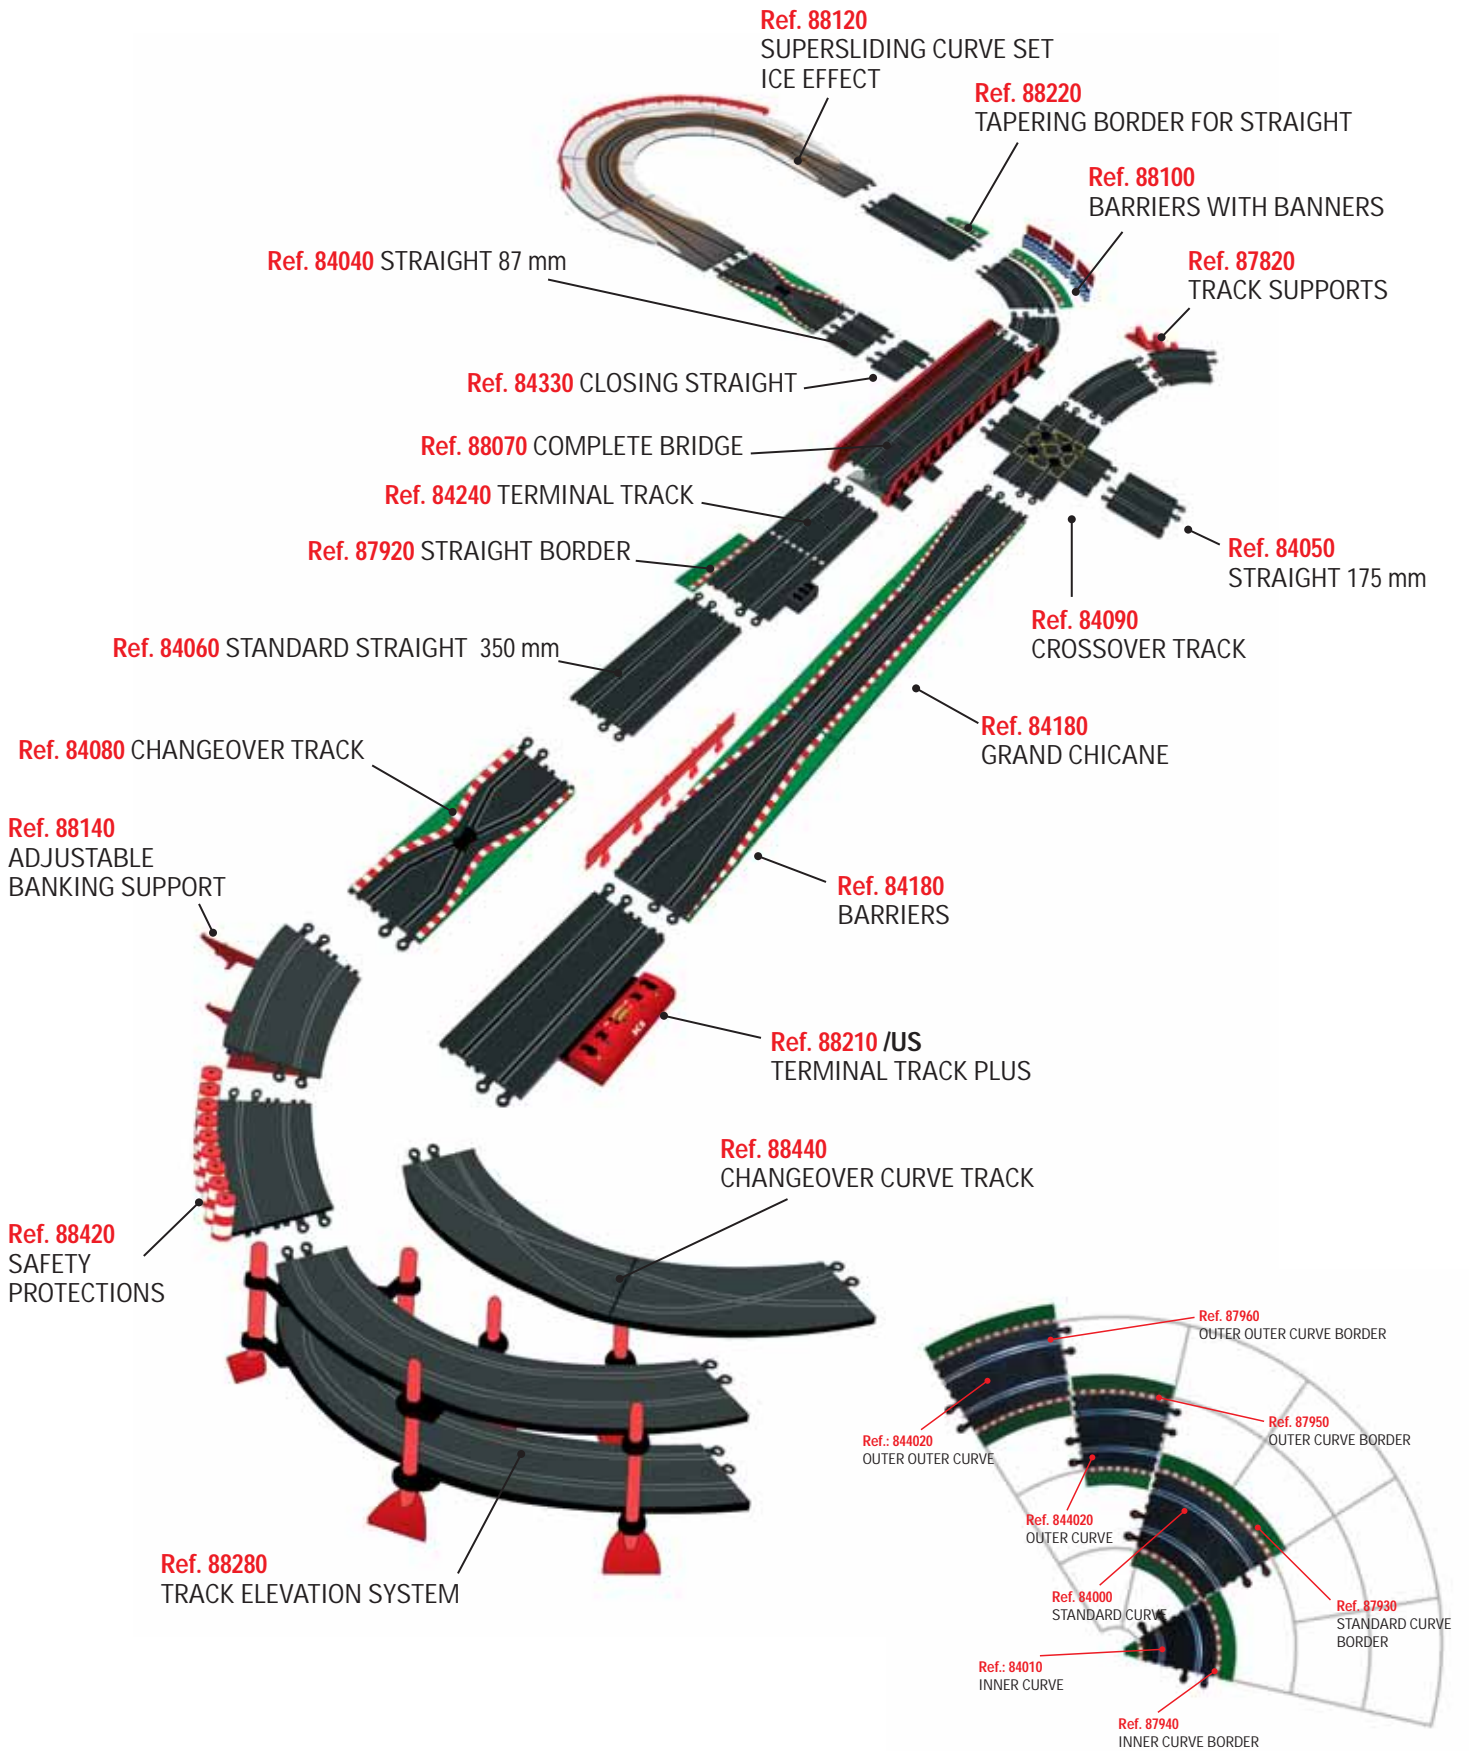 Ref. 88120
SUPERSLIDING CURVE SET
ICE EFFECT
Ref. 88220
TAPERING BORDER FOR STRAIGHT
Ref. 88100
BARRIERS WITH BANNERS
Ref. 84040 STRAIGHT 87 mm
Ref. 87820
TRACK SUPPORTS
Ref. 84330 CLOSING STRAIGHT
Ref. 88070 COMPLETE BRIDGE
Ref. 84240 TERMINAL TRACK
Ref. 87920 STRAIGHT BORDER
Ref. 84050
STRAIGHT 175 mm
Ref. 84090
CROSSOVER TRACK
Ref. 84060 STANDARD STRAIGHT 350 mm
Ref. 84180
GRAND CHICANE
Ref. 84080 CHANGEOVER TRACK
Ref. 88140
ADJUSTABLE
BANKING SUPPORT
Ref. 84180
BARRIERS
Ref. 88210 /US
TERMINAL TRACK PLUS
Ref. 88440
CHANGEOVER CURVE TRACK
Ref. 88420
SAFETY
PROTECTIONS
Ref. 87960
OUTER OUTER CURVE BORDER
Ref. 87950
OUTER CURVE BORDER
Ref.: 844020
OUTER OUTER CURVE
Ref. 844020
OUTER CURVE
Ref. 88280
TRACK ELEVATION SYSTEM
Ref. 84000
STANDARD CURVE
Ref. 87930
STANDARD CURVE
BORDER
Ref.: 84010
INNER CURVE
Ref. 87940
INNER CURVE BORDER